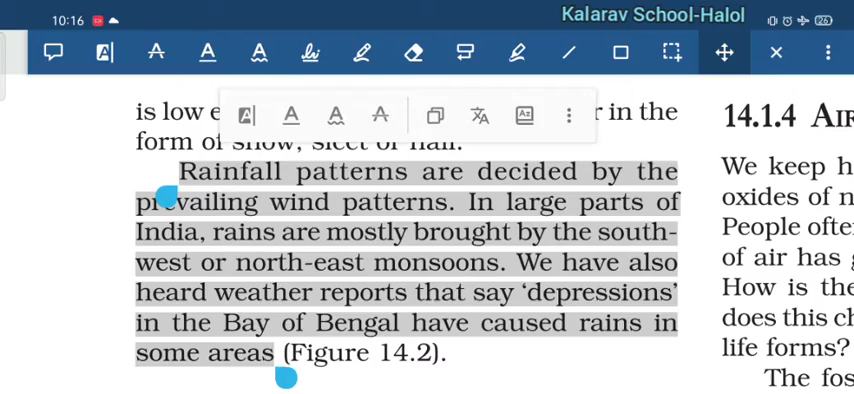 10:16
Kalarav School-Halol
26
is low
r in the
form of snow, sleet or hail.
Rainfall patterns are decided by the
prevailing wind patterns. In large parts of
India, rains are mostly brought by the south-
west or north-east monsoons. We have also
heard weather reports that say ‘depressions’
in the Bay of Bengal have caused rains in
some areas (Figure 14.2).
14.1.4 AIR
We keep h
oxides of n
People ofte
of air has g
How is the
does this ch
life forms?
The fos